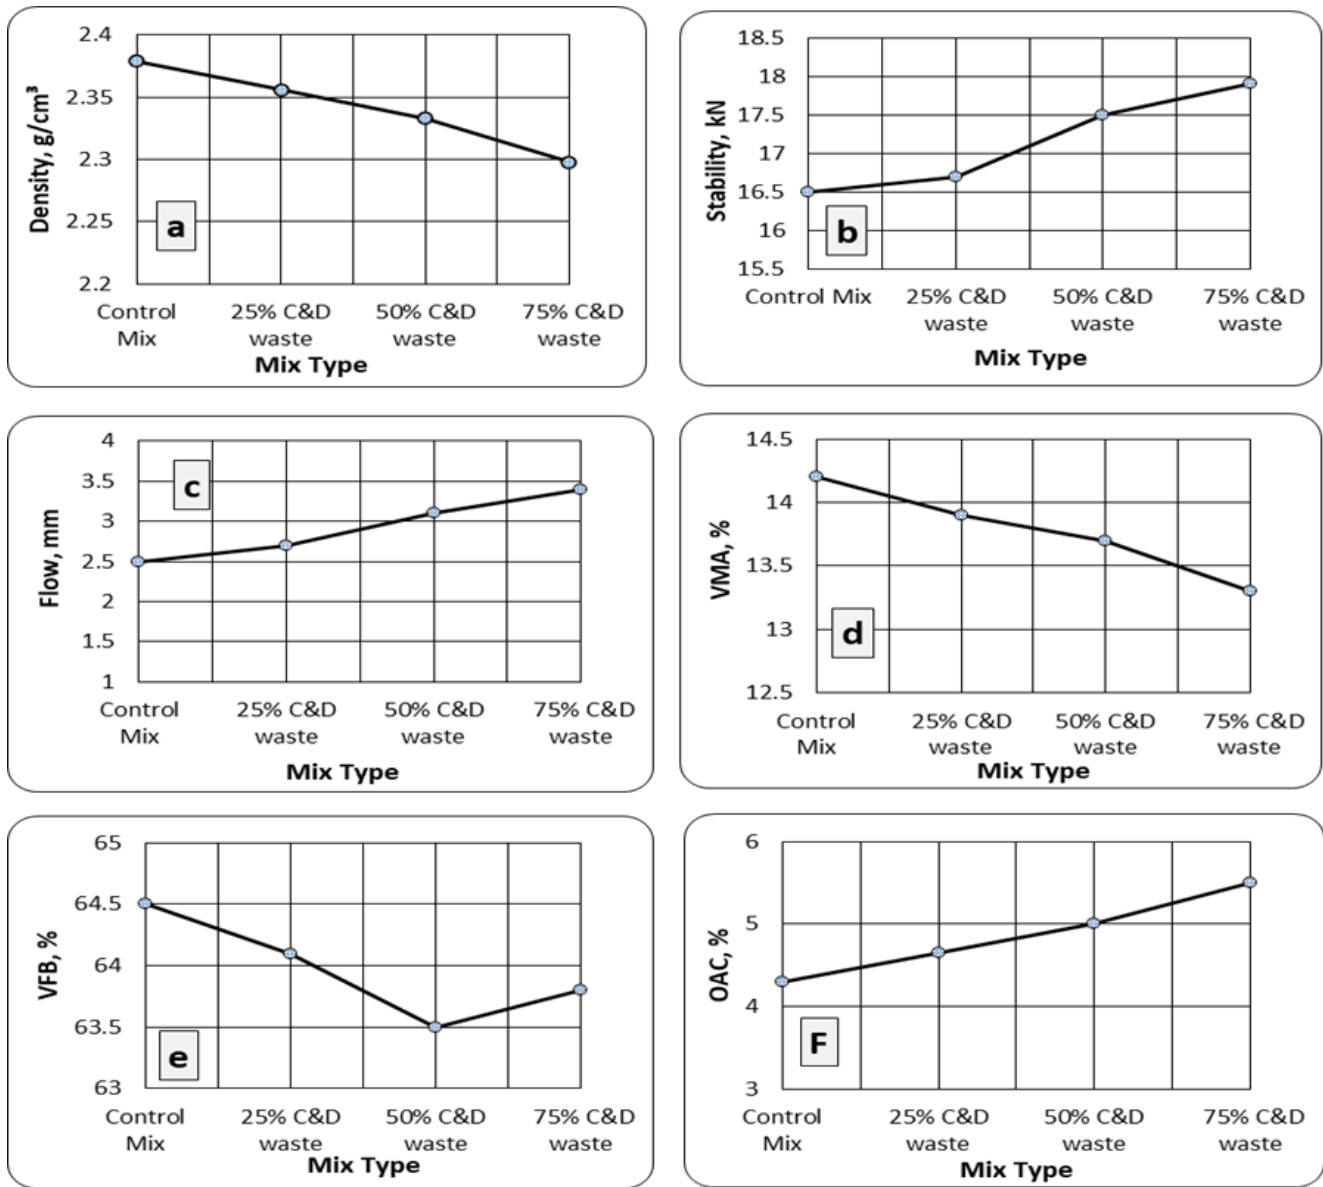 2.4
2.35
2.3
2.25
2.2
Density, g/cm³
a
Control Mix
25% C&D waste
50% C&D waste
75% C&D waste
Mix Type
18.5
18
17.5
17
16.5
16
15.5
Stability, kN
b
Control Mix
25% C&D waste
50% C&D waste
75% C&D waste
Mix Type
4
3.5
3
2.5
2
1.5
1
Flow, mm
c
Control Mix
25% C&D waste
50% C&D waste
75% C&D waste
Mix Type
14.5
14
13.5
13
12.5
VMA, %
d
Control Mix
25% C&D waste
50% C&D waste
75% C&D waste
Mix Type
65
64.5
64
63.5
63
VFB, %
e
Control Mix
25% C&D waste
50% C&D waste
75% C&D waste
Mix Type
6
5
4
3
OAC, %
F
Control Mix
25% C&D waste
50% C&D waste
75% C&D waste
Mix Type